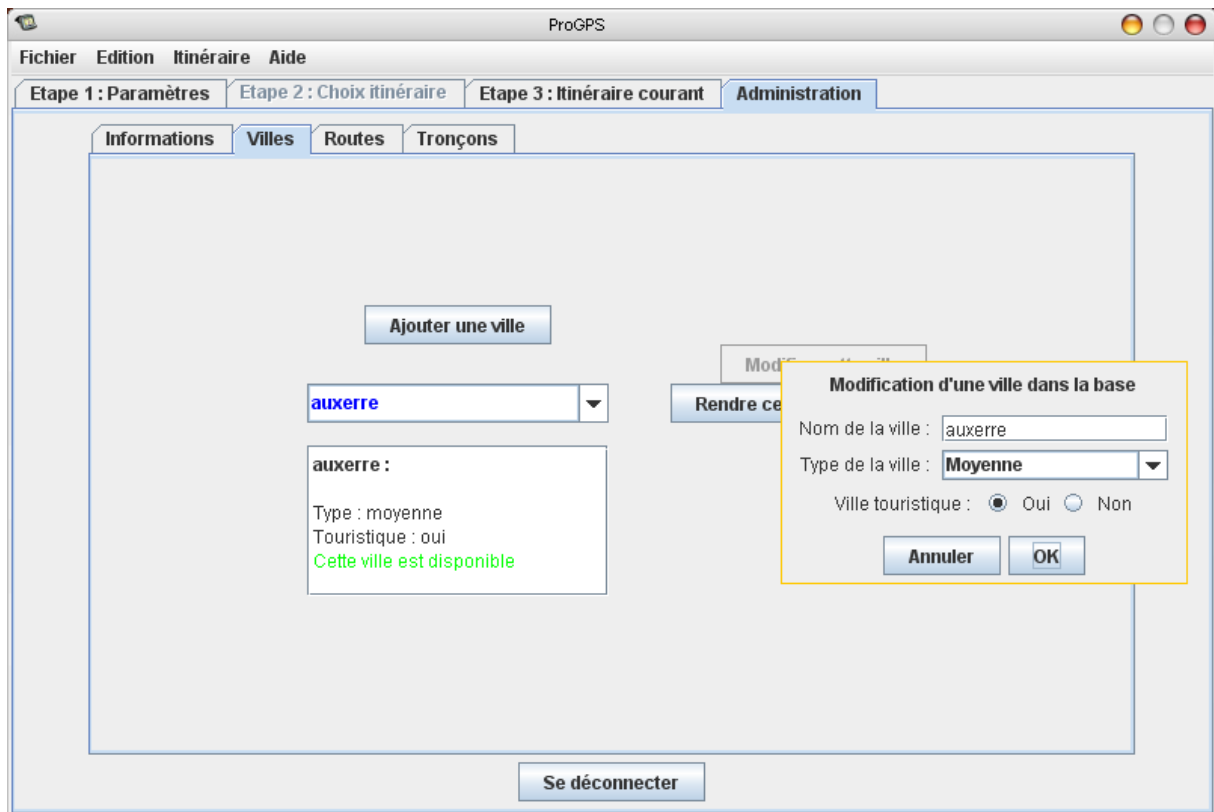 ProGPS
Fichier Edition Itinéraire Aide
Etape 1 : Paramètres Etape 2 : Choix itinéraire Etape 3 : Itinéraire courant Administration
Informations Villes Routes Tronçons
Ajouter une ville
auxerre
Rendre
auxerre :
Type : moyenne
Touristique : oui
Cette ville est disponible
Modification d'une ville dans la base
Nom de la ville : auxerre
Type de la ville : Moyenne
Ville touristique : Oui Non
Annuler OK
Se déconnecter